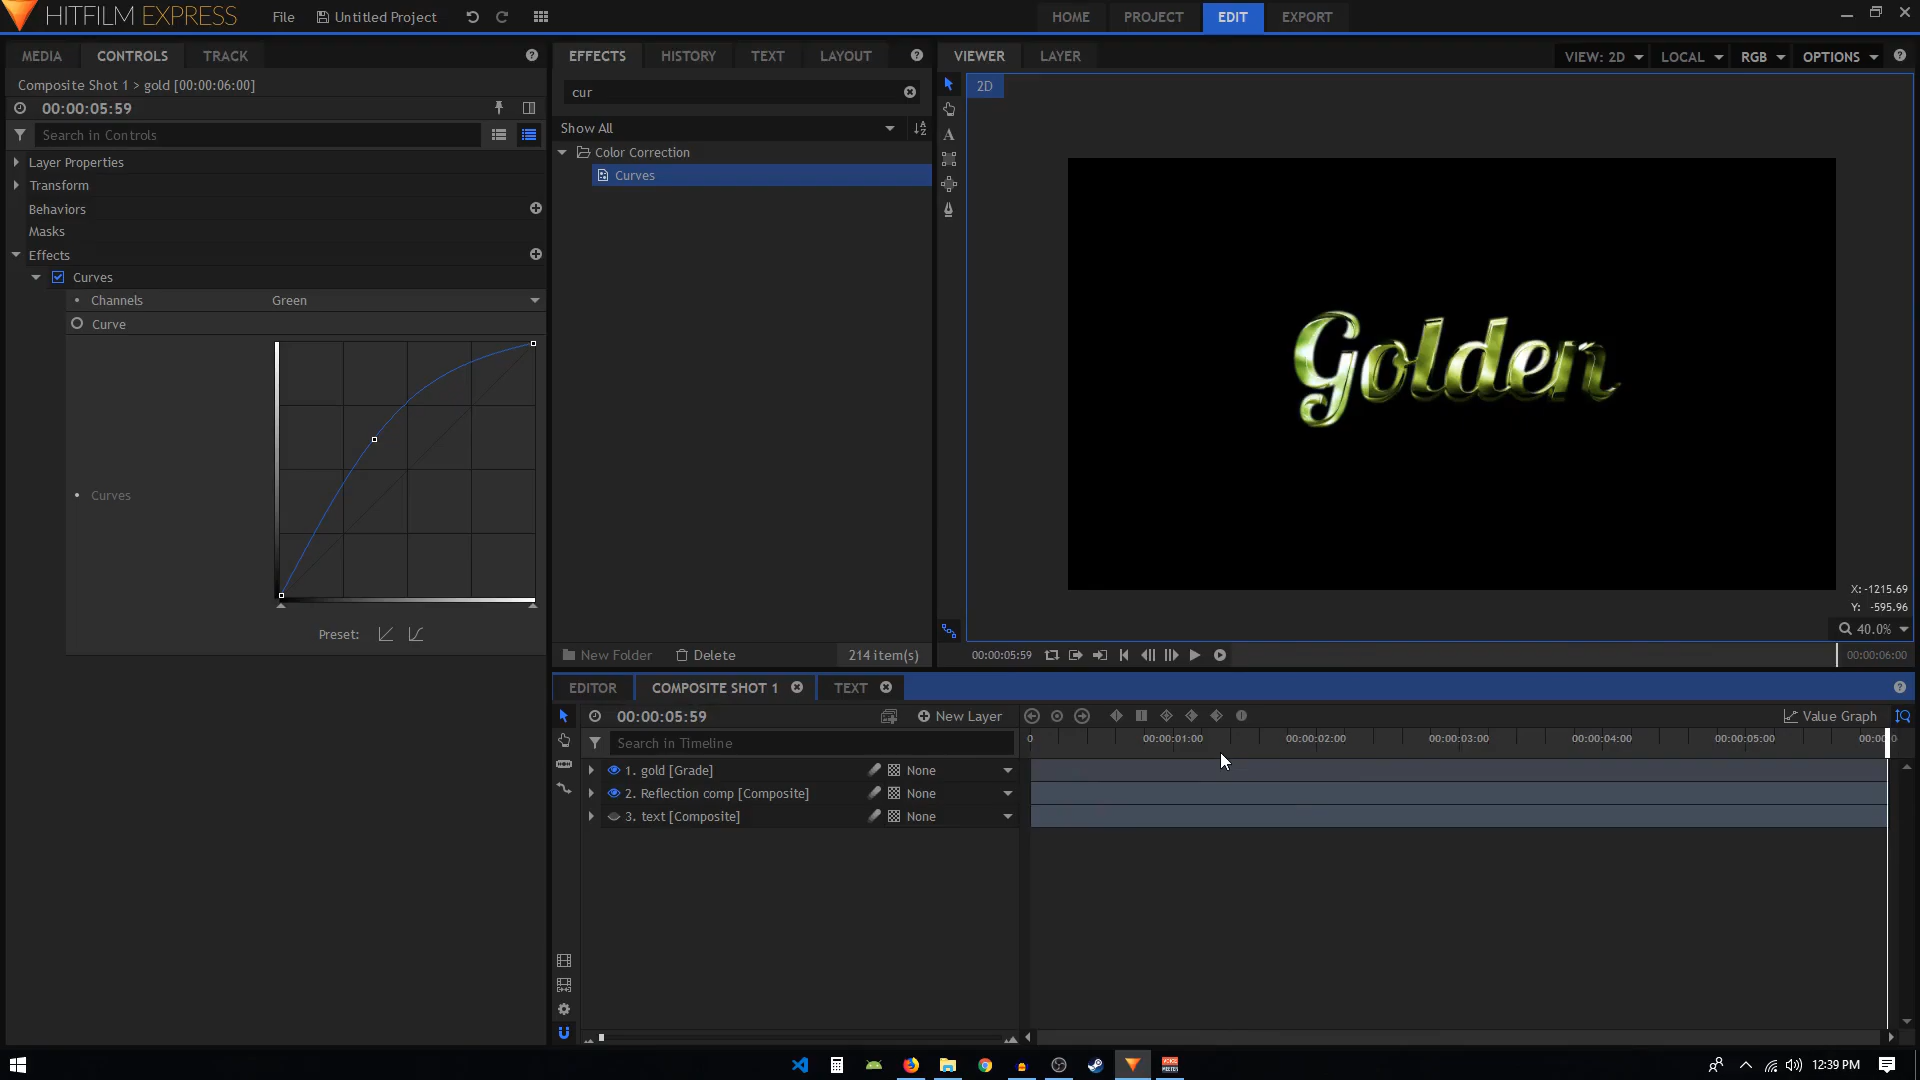 HITFILM EXPRESS
File
Untitled Project
HOME
PROJECT
EDIT
EXPORT
MEDIA
CONTROLS
TRACK
Composite Shot 1 > gold [00:00:06:00]
00:00:05:59
Search in Controls
Layer Properties
Transform
Behaviors
Masks
Effects
Curves
Channels
Green
Curve
Curves
Preset:
EFFECTS
HISTORY
TEXT
LAYOUT
cur
Show All
Color Correction
Curves
New Folder
Delete
214 item(s)
VIEWER
LAYER
VIEW: 2D
LOCAL
RGB
OPTIONS
2D
Golden
X: -1215.69
Y: -595.96
40.0%
00:00:05:59
00:00:06:00
EDITOR
COMPOSITE SHOT 1
TEXT
00:00:05:59
New Layer
Value Graph
Search in Timeline
0
00:00:01:00
00:00:02:00
00:00:03:00
00:00:04:00
00:00:05:00
1. gold [Grade]
None
2. Reflection comp [Composite]
None
3. text [Composite]
None
12:39 PM